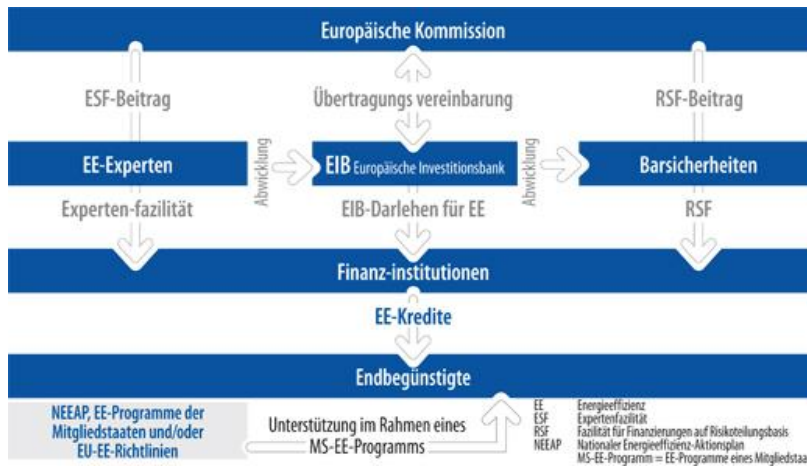 Europäische Kommission
ESF-Beitrag
Übertragungs vereinbarung
RSF-Beitrag
EE-Experten
Abwicklung
EIB Europäische Investitionsbank
Abwicklung
Barsicherheiten
Experten-fazilität
EIB-Darlehen für EE
RSF
Finanz-institutionen
EE-Kredite
Endbegünstigte
NEEAP, EE-Programme der
Mitgliedstaaten und/oder
EU-EE-Richtlinien
Unterstützung im Rahmen eines
MS-EE-Programms
EE Energieeffizienz
ESF Expertenfazilität
RSF Fazilität für Finanzierungen auf Risikoteilungsbasis
NEEAP Nationaler Energieeffizienz-Aktionsplan
MS-EE-Programm = EE-Programme eines Mitgliedstaa